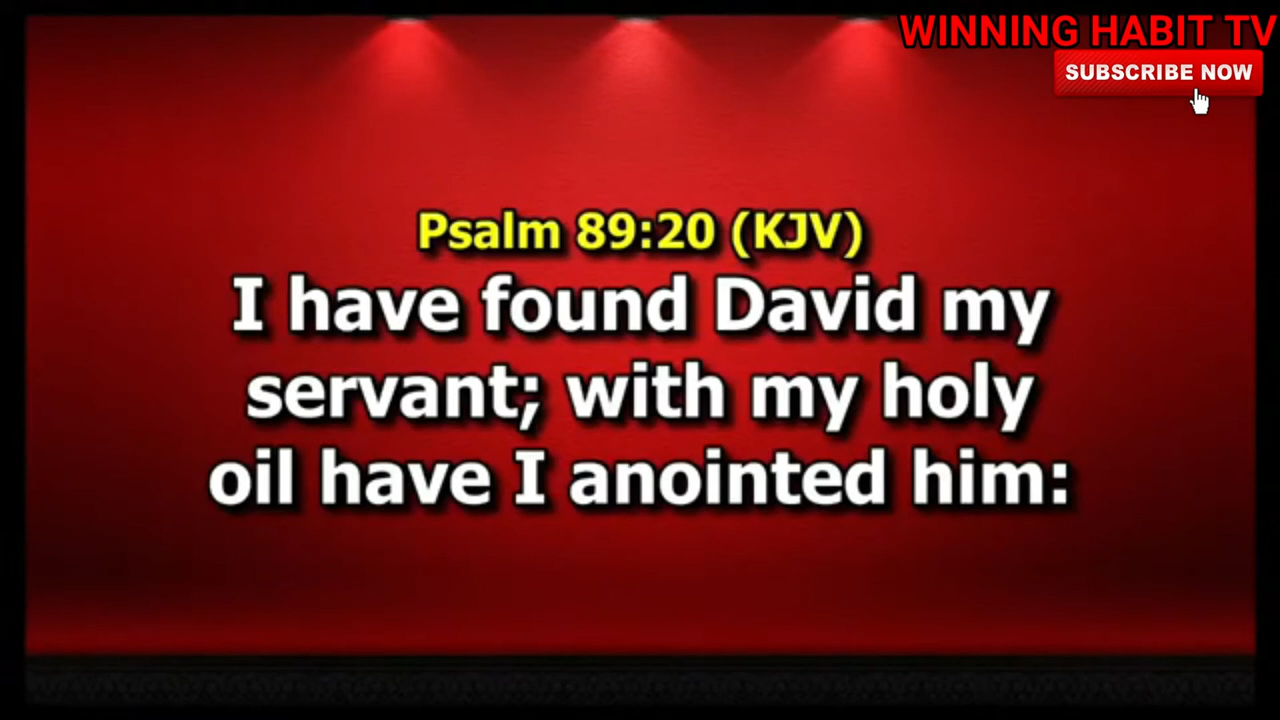 WINNING HABIT TV
SUBSCRIBE NOW
Psalm 89:20 (KJV)
I have found David my
servant; with my holy
oil have I anointed him: